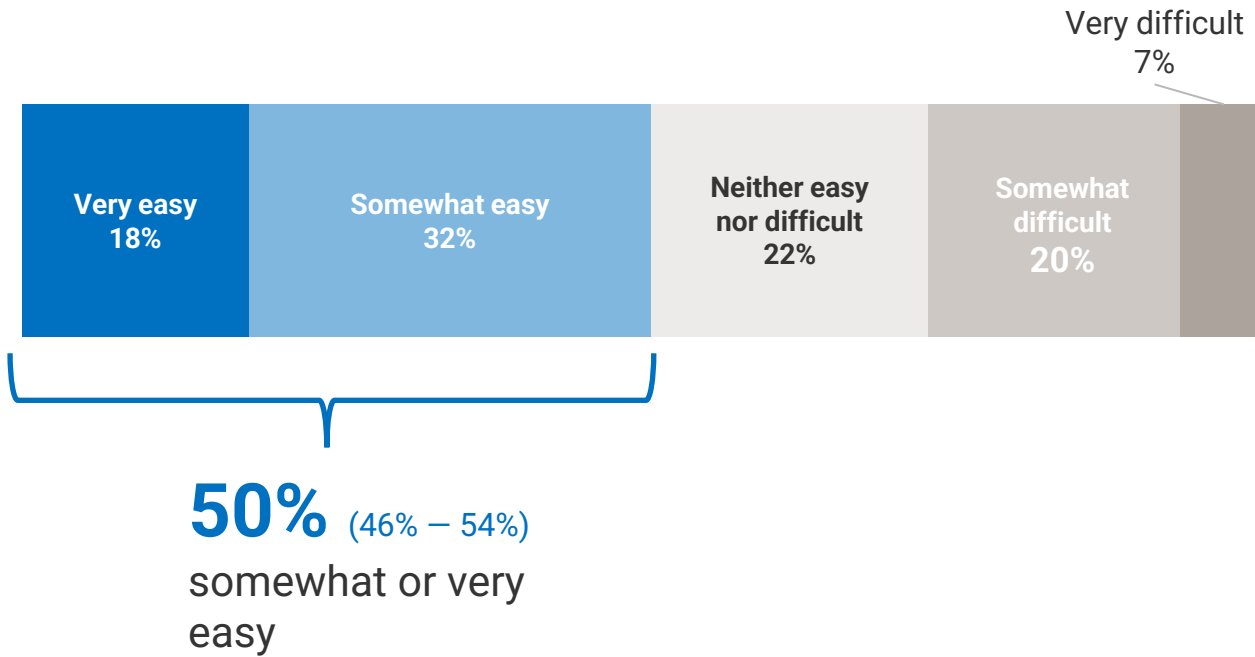 Very difficult
7%
Very easy
18%
Somewhat easy
32%
Neither easy
nor difficult
22%
Somewhat
difficult
20%
50% (46% – 54%)
somewhat or very
easy